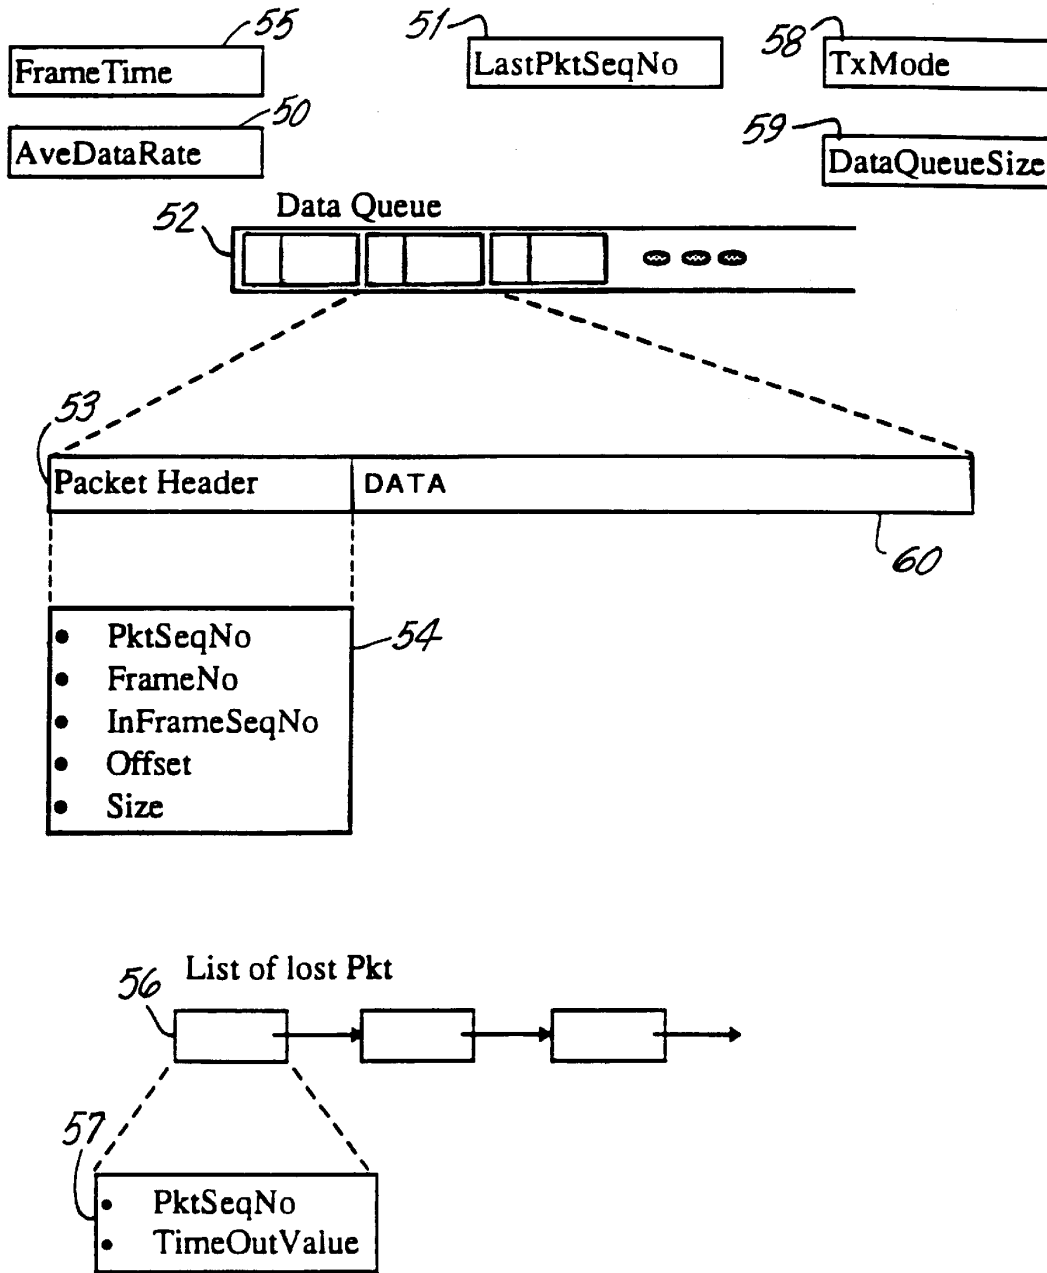 55
FrameTime
51
LastPktSeqNo
58
TxMode
50
AveDataRate
59
DataQueueSize
Data Queue
52
53
Packet Header
DATA
60
54
• PktSeqNo
• FrameNo
• InFrameSeqNo
• Offset
• Size
List of lost Pkt
56
57
• PktSeqNo
• TimeOutValue